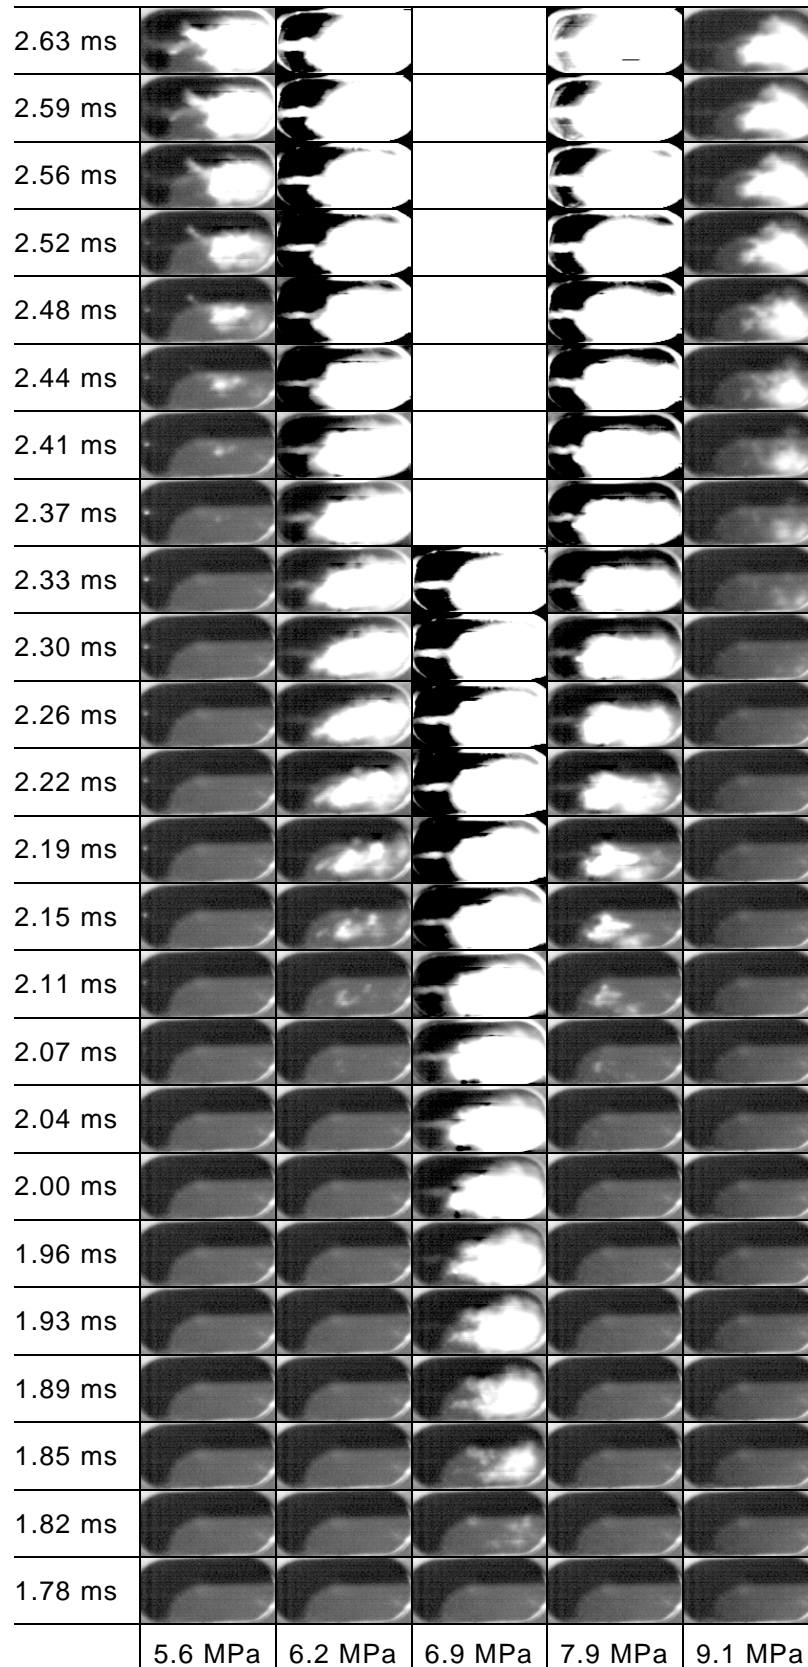 2.63 ms
2.59 ms
2.56 ms
2.52 ms
2.48 ms
2.44 ms
2.41 ms
2.37 ms
2.33 ms
2.30 ms
2.26 ms
2.22 ms
2.19 ms
2.15 ms
2.11 ms
2.07 ms
2.04 ms
2.00 ms
1.96 ms
1.93 ms
1.89 ms
1.85 ms
1.82 ms
1.78 ms
5.6 MPa 6.2 MPa 6.9 MPa 7.9 MPa 9.1 MPa